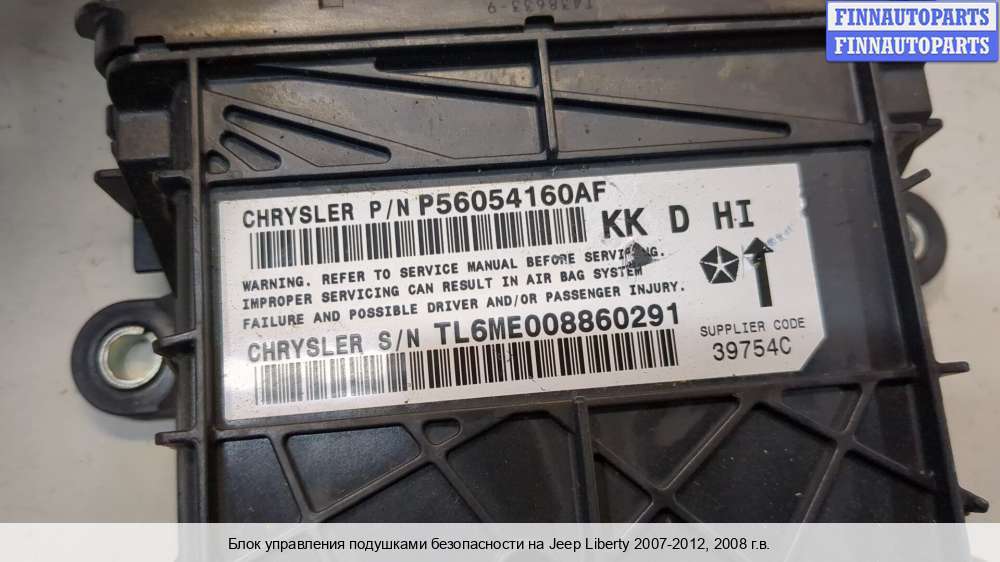 T438633-9
FINNAUTOPARTS
FINNAUTOPARTS
CHRYSLER P/N P56054160AF
KK D HI
WARNING. REFER TO SERVICE MANUAL BEFORE SERVICING.
IMPROPER SERVICING CAN RESULT IN AIR BAG SYSTEM
FAILURE AND POSSIBLE DRIVER AND/OR PASSENGER INJURY.
CHRYSLER S/N TL6ME008860291
SUPPLIER CODE
39754C
Блок управления подушками безопасности на Jeep Liberty 2007-2012, 2008 г.в.